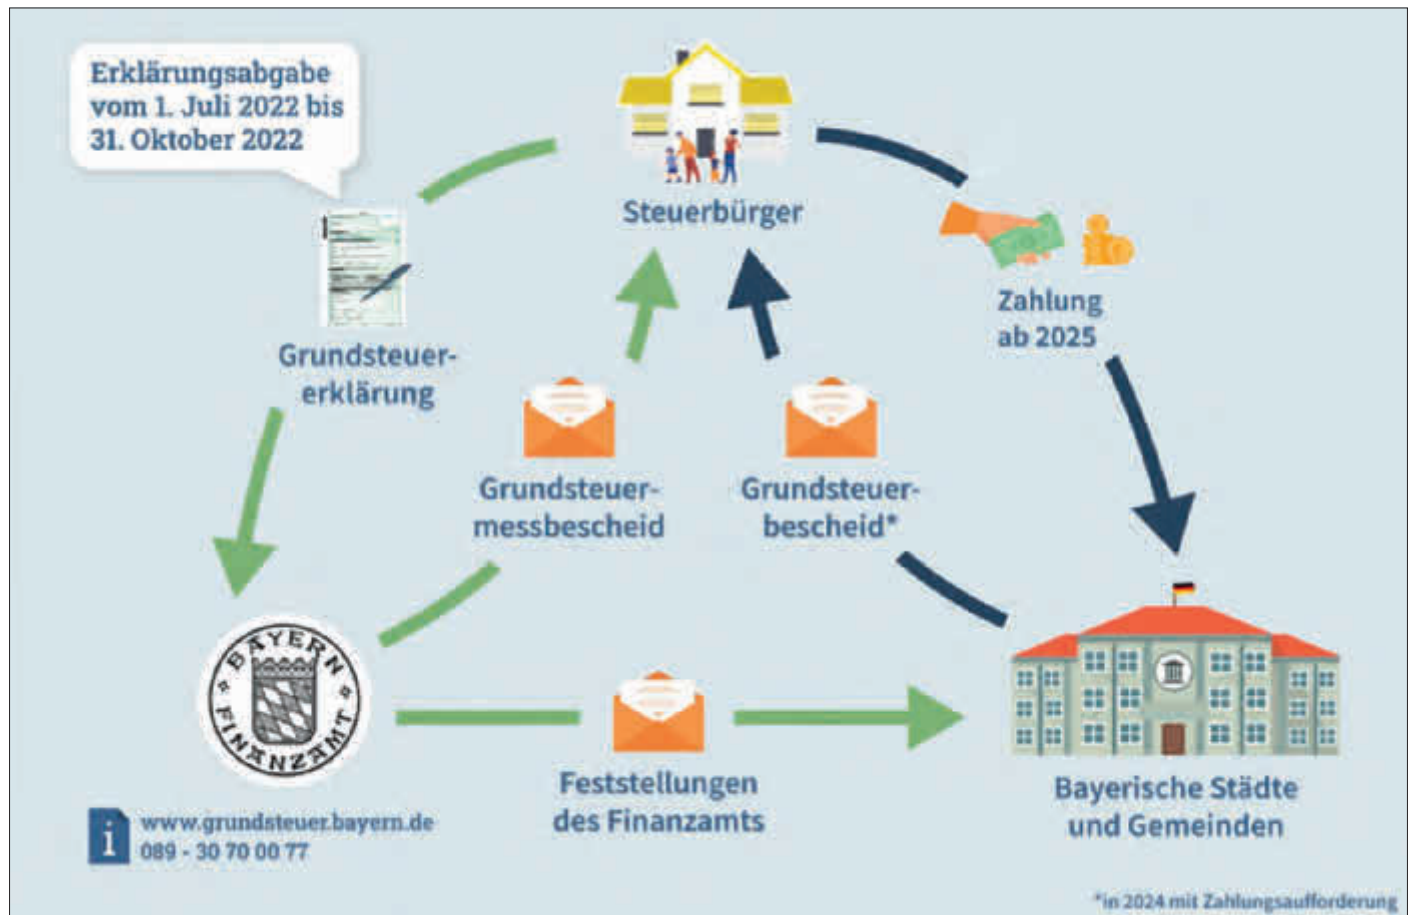 Erklärungsabgabe
vom 1. Juli 2022 bis
31. Oktober 2022
Steuerbürger
Zahlung
ab 2025
Grundsteuer-
erklärung
Grundsteuer-
messbescheid
Grundsteuer-
bescheid*
BAYERN
FINANZAMT
Feststellungen
des Finanzamts
Bayerische Städte
und Gemeinden
i
www.grundsteuer.bayern.de
089 - 30 70 00 77
*in 2024 mit Zahlungsaufforderung